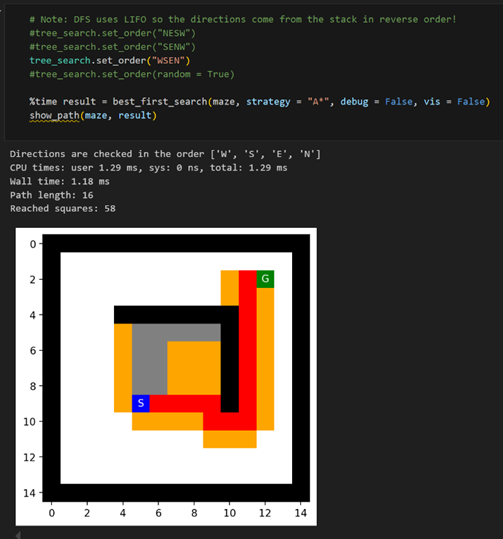 # Note: DFS uses LIFO so the directions come from the stack in reverse order!
#tree_search.set_order("NESW")
#tree_search.set_order("SENW")
tree_search.set_order("WSEN")
#tree_search.set_order(random = True)
%time result = best_first_search(maze, strategy = "A*", debug = False, vis = False)
show_path(maze, result)
Directions are checked in the order ['W', 'S', 'E', 'N']
CPU times: user 1.29 ms, sys: 0 ns, total: 1.29 ms
Wall time: 1.18 ms
Path length: 16
Reached squares: 58
0
2
G
4
6
8
S
10
12
14
0 2 4 6 8 10 12 14